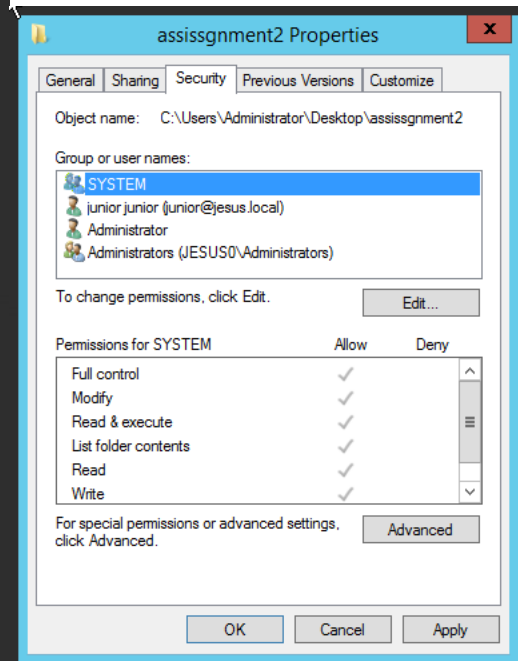 assissgnment2 Properties
x
General Sharing Security Previous Versions Customize
Object name: C:\Users\Administrator\Desktop\assissgnment2
Group or user names:
SYSTEM
junior junior (junior@jesus.local)
Administrator
Administrators (JESUS0\Administrators)
To change permissions, click Edit. Edit...
Permissions for SYSTEM Allow Deny
Full control
Modify
Read & execute
List folder contents
Read
Write
For special permissions or advanced settings,
click Advanced. Advanced
OK Cancel Apply